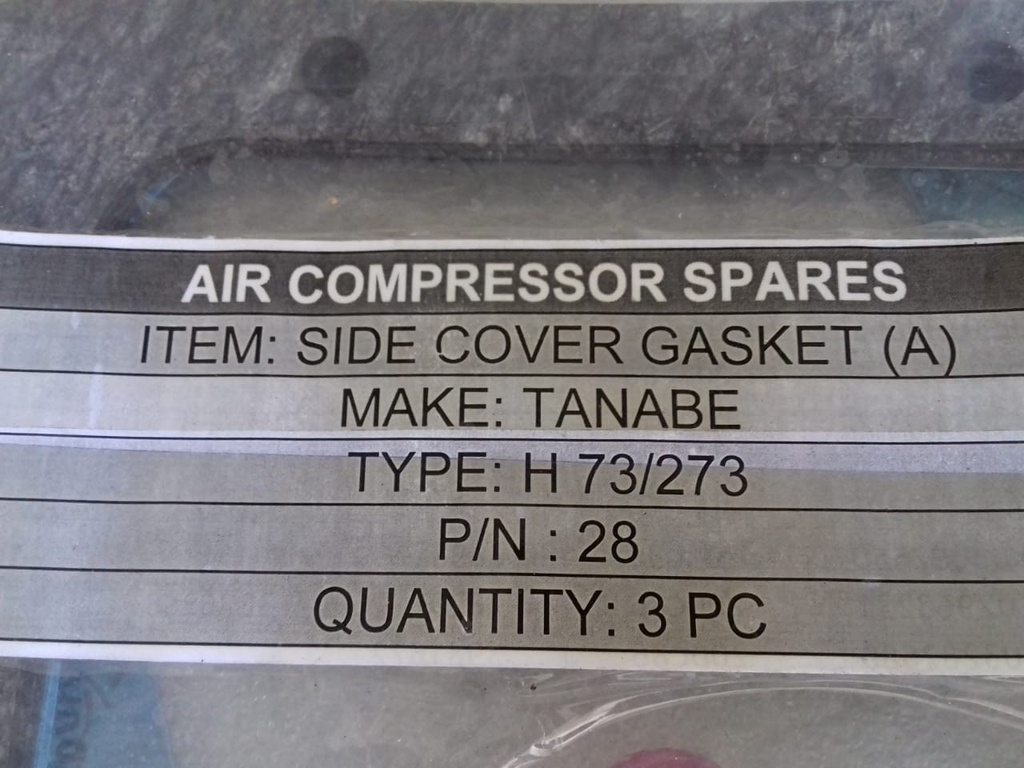 AIR COMPRESSOR SPARES
ITEM: SIDE COVER GASKET (A)
MAKE: TANABE
TYPE: H 73/273
P/N : 28
QUANTITY: 3 PC